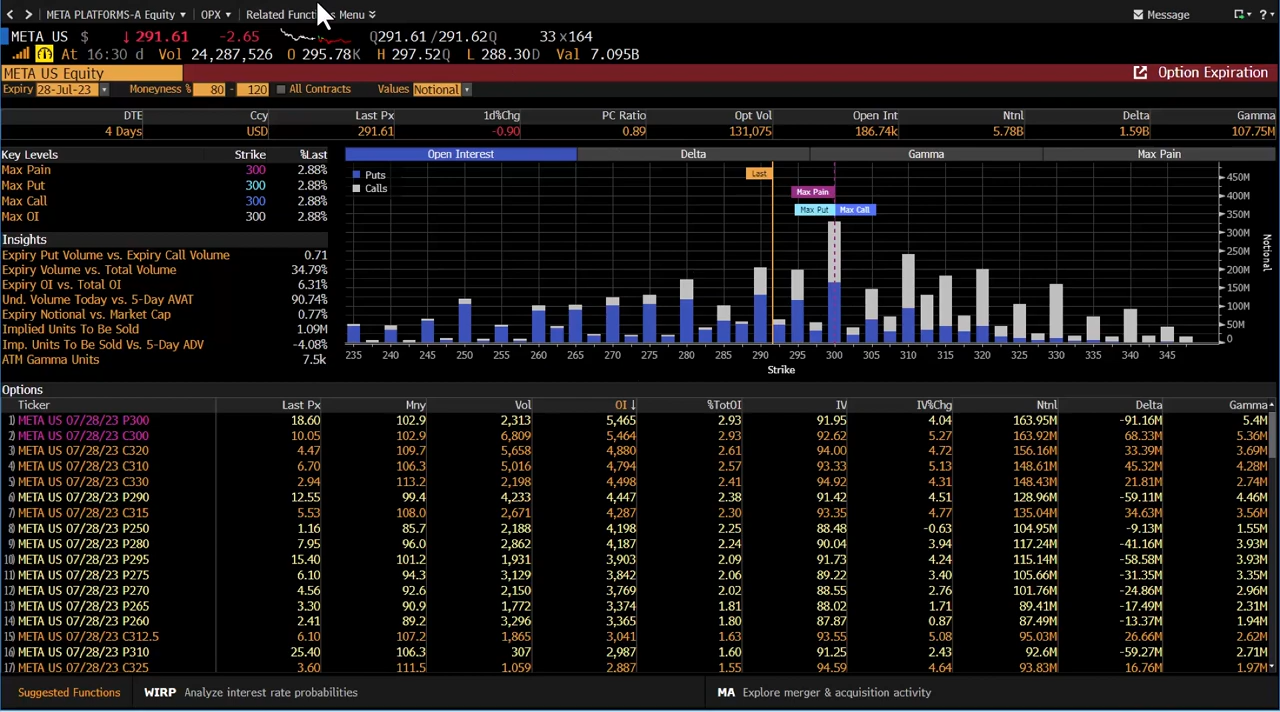 META PLATFORMS-A Equity OPX Related Functi Menu Message ?
META US $ ↓ 291.61 -2.65 Q291.61/291.62Q 33x164
At 16:30 d Vol 24,287,526 O 295.78K H 297.52Q L 288.30D Val 7.095B
META US Equity Option Expiration
Expiry 28-Jul-23 Moneyness % 80 - 120 All Contracts Values Notional
DTE Ccy Last Px 1d%Chg PC Ratio Opt Vol Open Int Ntnl Delta Gamma
4 Days USD 291.61 -0.90 0.89 131,075 186.74k 5.78B 1.59B 107.75M
Key Levels Strike %Last
Max Pain 300 2.88%
Max Put 300 2.88%
Max Call 300 2.88%
Max OI 300 2.88%
Insights
Expiry Put Volume vs. Expiry Call Volume 0.71
Expiry Volume vs. Total Volume 34.79%
Expiry OI vs. Total OI 6.31%
Und. Volume Today vs. 5-Day AVAT 90.74%
Expiry Notional vs. Market Cap 0.77%
Implied Units To Be Sold 1.09M
Imp. Units To Be Sold Vs. 5-Day ADV -4.08%
ATM Gamma Units 7.5k
Open Interest Delta Gamma Max Pain
Puts
Calls
Last
Max Pain
Max Put Max Call
450M
400M
350M
300M
250M
200M
150M
100M
50M
0
Notional
235 240 245 250 255 260 265 270 275 280 285 290 295 300 305 310 315 320 325 330 335 340 345
Strike
Options
Ticker Last Px Mny Vol OI ↓ %TotOI IV IV%Chg Ntnl Delta Gamma
1) META US 07/28/23 P300 18.60 102.9 2,313 5,465 2.93 91.95 4.04 163.95M -91.16M 5.4M
2) META US 07/28/23 C300 10.05 102.9 6,809 5,464 2.93 92.62 5.27 163.92M 68.33M 5.36M
3) META US 07/28/23 C320 4.47 109.7 5,658 4,880 2.61 94.00 4.72 156.16M 33.39M 3.69M
4) META US 07/28/23 C310 6.70 106.3 5,016 4,794 2.57 93.33 5.13 148.61M 45.32M 4.28M
5) META US 07/28/23 C330 2.94 113.2 2,198 4,498 2.41 94.92 4.31 148.43M 21.81M 2.74M
6) META US 07/28/23 P290 12.55 99.4 4,233 4,447 2.38 91.42 4.51 128.96M -59.11M 4.46M
7) META US 07/28/23 C315 5.53 108.0 2,671 4,287 2.30 93.35 4.77 135.04M 34.63M 3.56M
8) META US 07/28/23 P250 1.16 85.7 2,188 4,198 2.25 88.48 -0.63 104.95M -9.13M 1.55M
9) META US 07/28/23 P280 7.95 96.0 2,862 4,187 2.24 90.04 3.94 117.24M -41.16M 3.93M
10) META US 07/28/23 P295 15.40 101.2 1,931 3,903 2.09 91.73 4.24 115.14M -58.58M 3.93M
11) META US 07/28/23 P275 6.10 94.3 3,129 3,842 2.06 89.22 3.40 105.66M -31.35M 3.35M
12) META US 07/28/23 P270 4.56 92.6 2,150 3,769 2.02 88.55 2.76 101.76M -24.86M 2.96M
13) META US 07/28/23 P265 3.30 90.9 1,772 3,374 1.81 88.02 1.71 89.41M -17.49M 2.31M
14) META US 07/28/23 P260 2.41 89.2 3,296 3,365 1.80 87.87 0.87 87.49M -13.37M 1.94M
15) META US 07/28/23 C312.5 6.10 107.2 1,865 3,041 1.63 93.55 5.08 95.03M 26.66M 2.62M
16) META US 07/28/23 P310 25.40 106.3 307 2,987 1.60 91.25 2.43 92.6M -59.27M 2.71M
17) META US 07/28/23 C325 3.60 111.5 1,059 2,887 1.55 94.59 4.64 93.83M 16.76M 1.97M
Suggested Functions WIRP Analyze interest rate probabilities MA Explore merger & acquisition activity